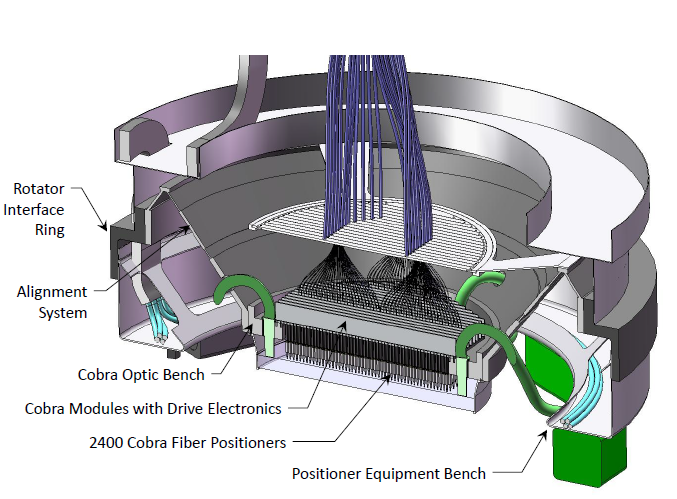 Rotator
Interface
Ring
Alignment
System
Cobra Optic Bench
Cobra Modules with Drive Electronics
2400 Cobra Fiber Positioners
Positioner Equipment Bench